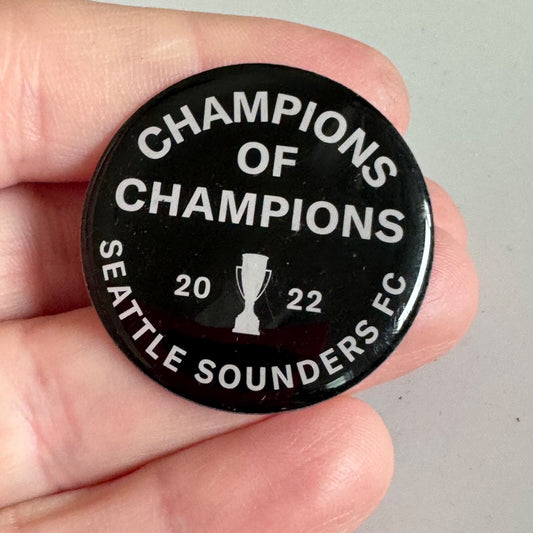 CHAMPIONS
OF
CHAMPIONS
20 22
SEATTLE SOUNDERS FC